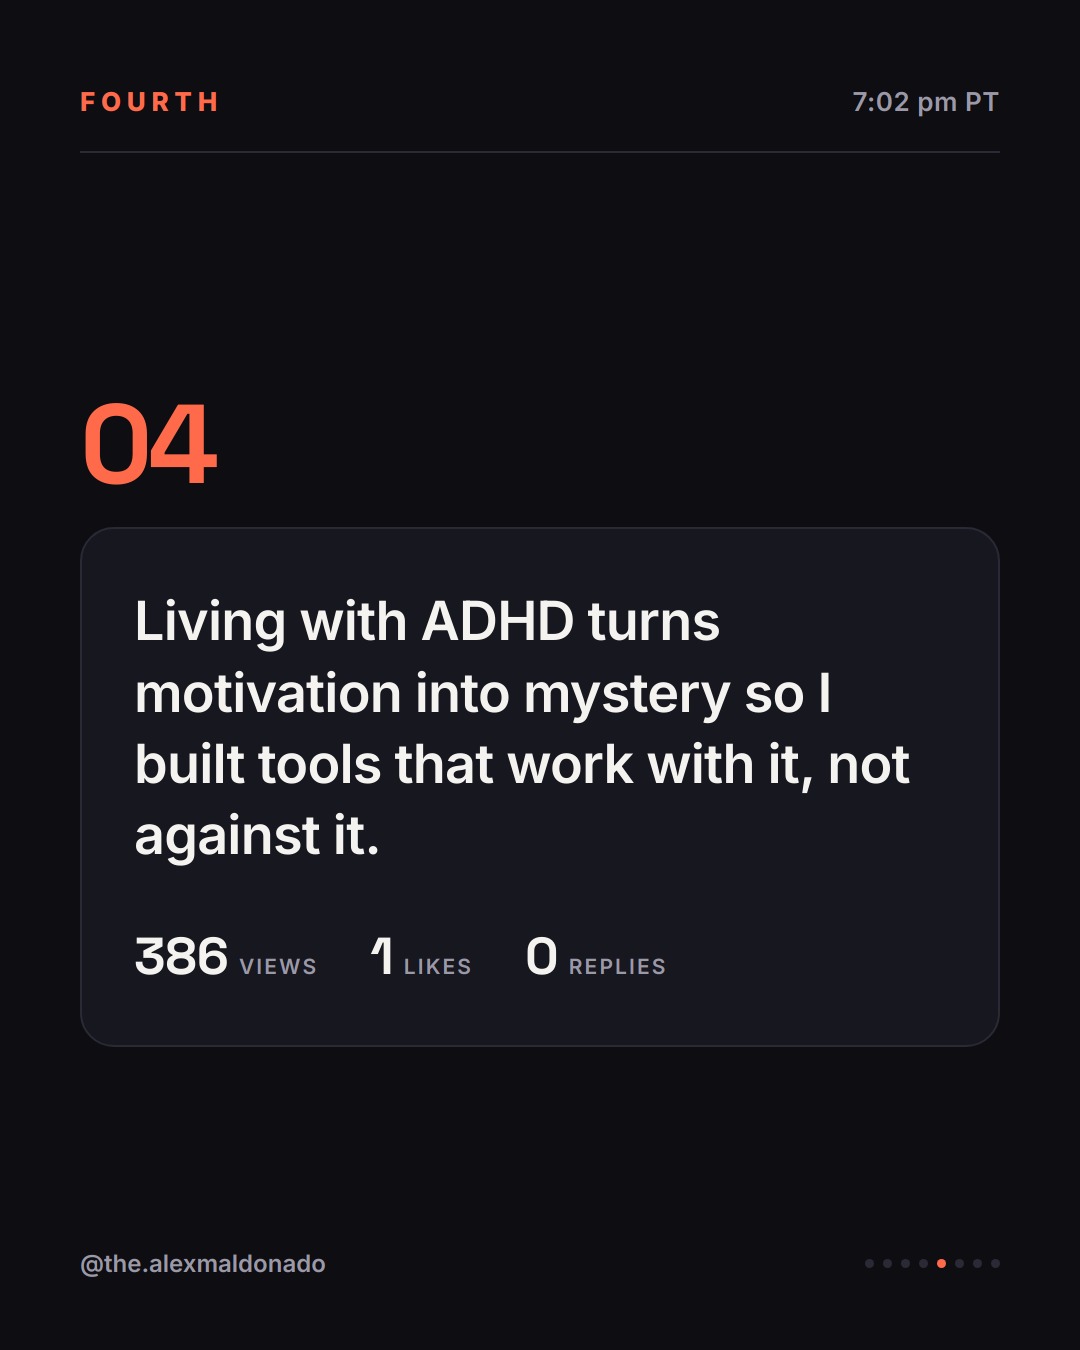 FOURTH
7:02 pm PT
04
Living with ADHD turns
motivation into mystery so I
built tools that work with it, not
against it.
386 VIEWS 1 LIKES 0 REPLIES
@the.alexmaldonado